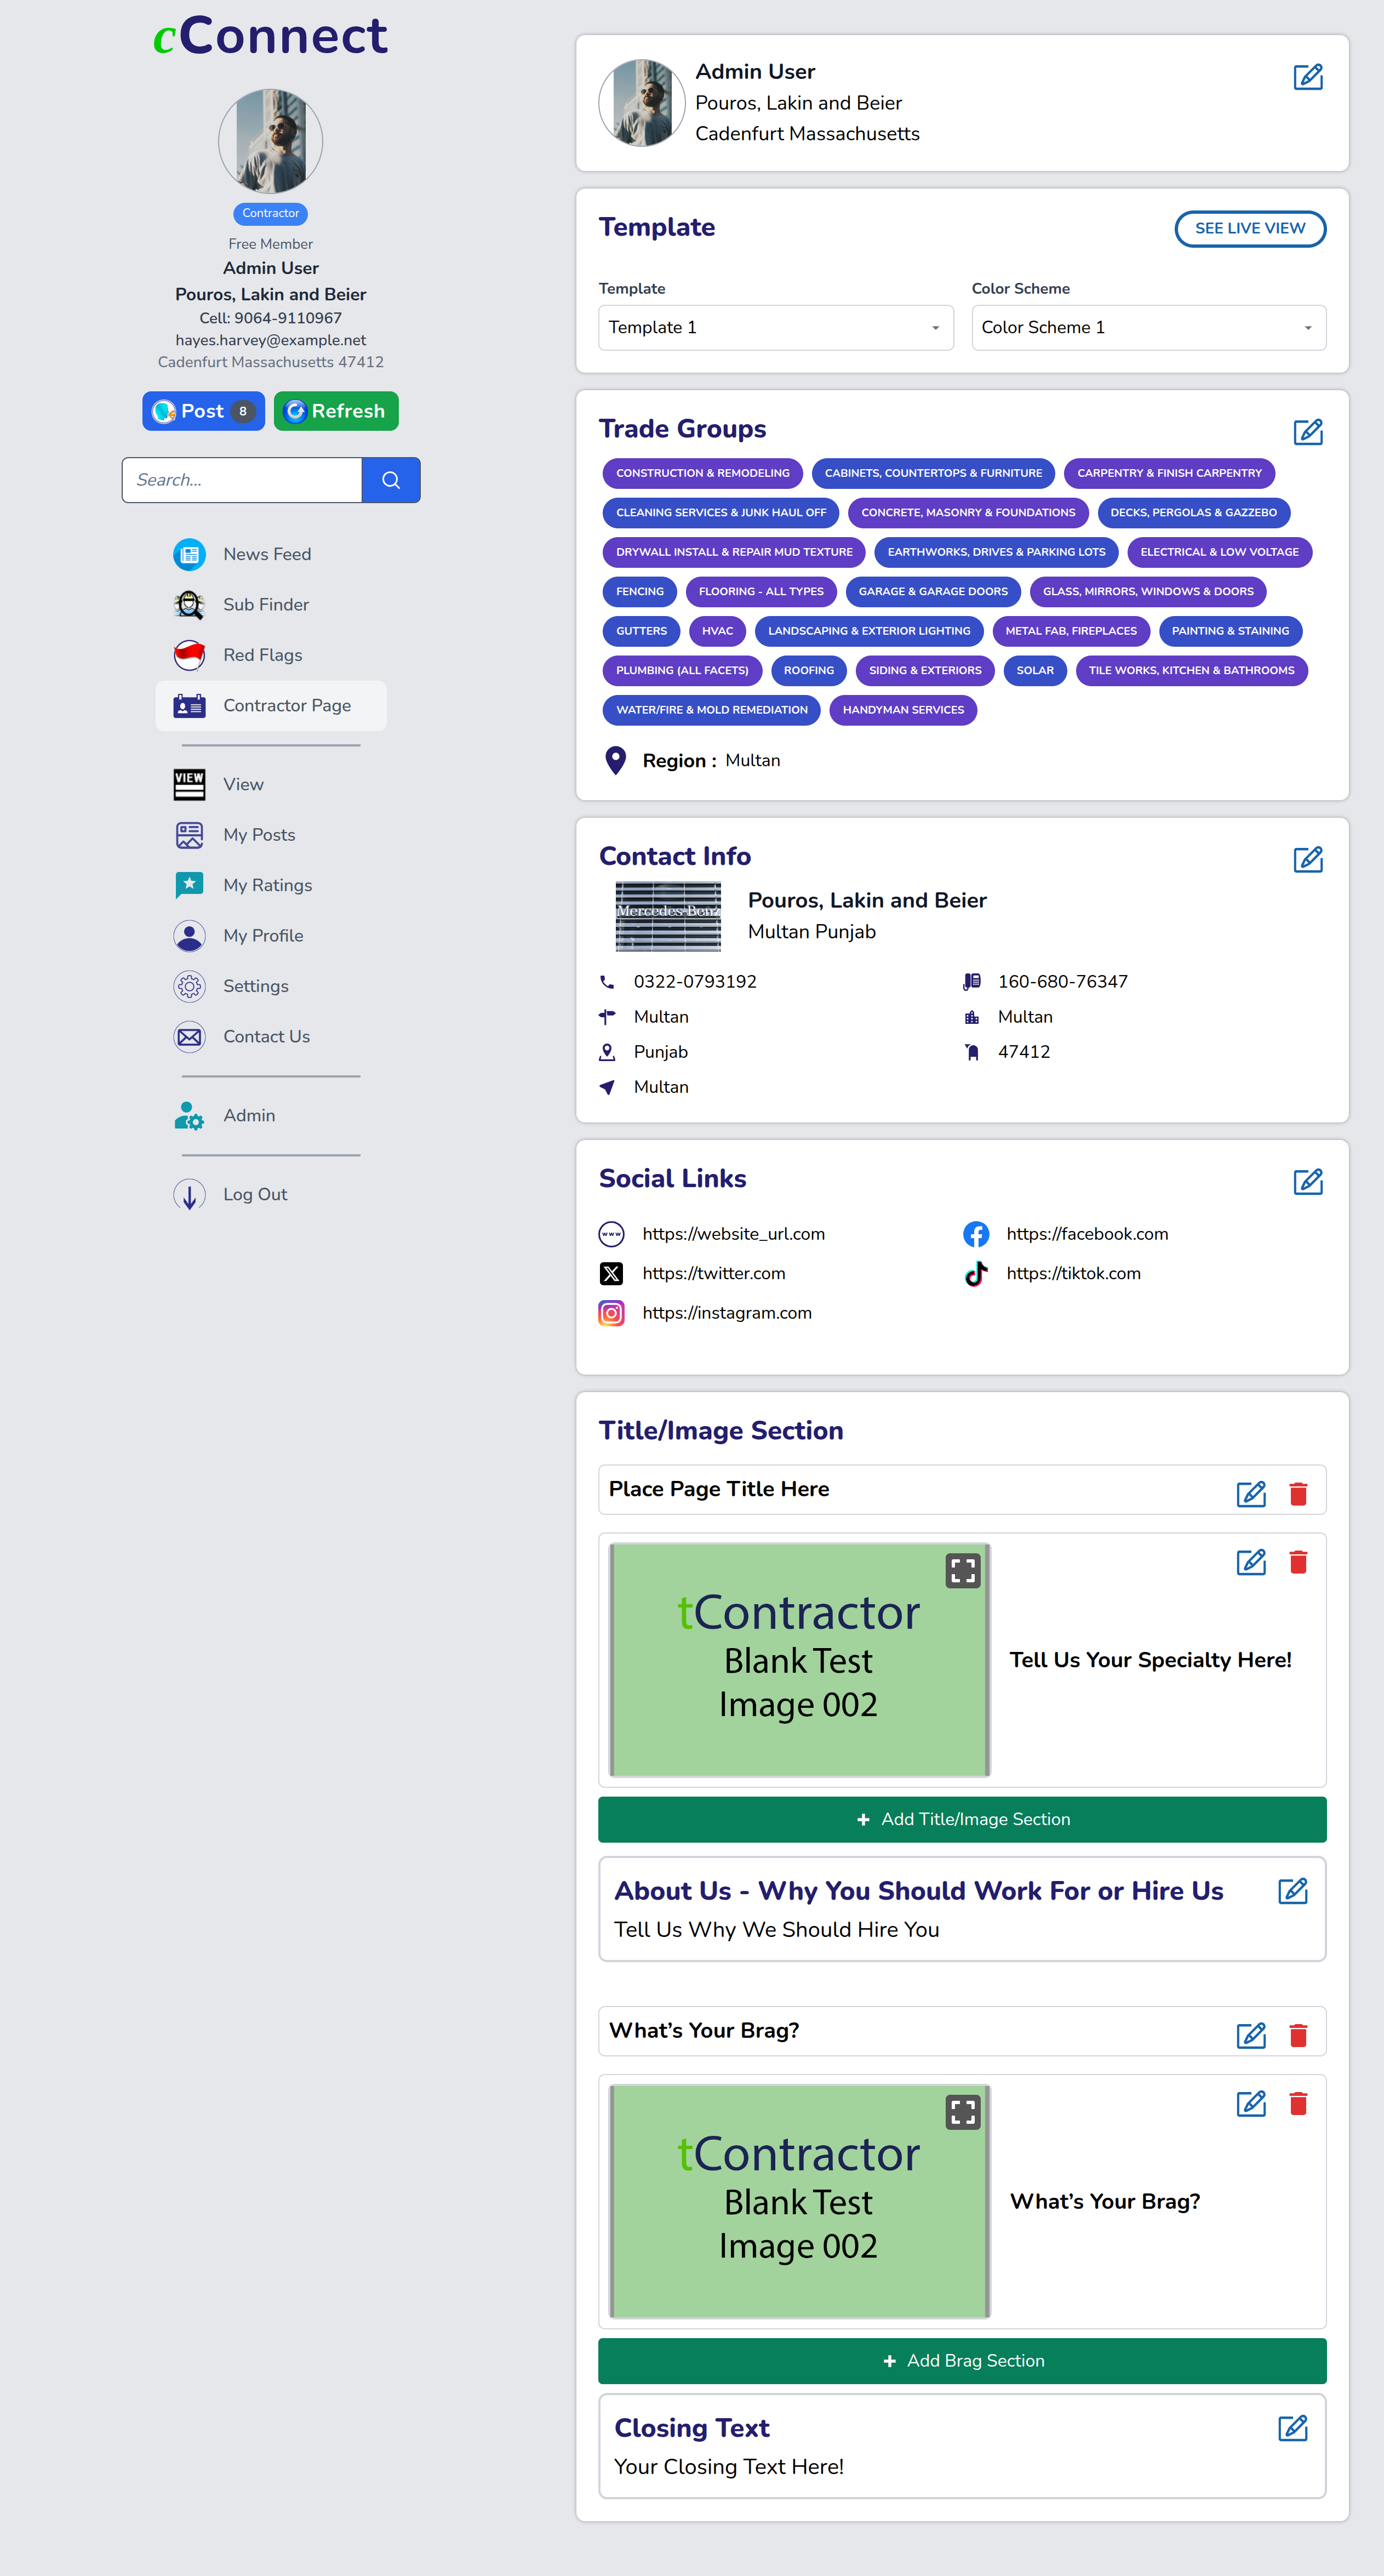 cConnect
Contractor
Free Member
Admin User
Pouros, Lakin and Beier
Cell: 9064-9110967
hayes.harvey@example.net
Cadenfurt Massachusetts 47412
Post 8 Refresh
Search...
News Feed
Sub Finder
Red Flags
Contractor Page
VIEW View
My Posts
My Ratings
My Profile
Settings
Contact Us
Admin
Log Out
Admin User
Pouros, Lakin and Beier
Cadenfurt Massachusetts
Template SEE LIVE VIEW
Template Color Scheme
Template 1 Color Scheme 1
Trade Groups
CONSTRUCTION & REMODELING CABINETS, COUNTERTOPS & FURNITURE CARPENTRY & FINISH CARPENTRY
CLEANING SERVICES & JUNK HAUL OFF CONCRETE, MASONRY & FOUNDATIONS DECKS, PERGOLAS & GAZZEBO
DRYWALL INSTALL & REPAIR MUD TEXTURE EARTHWORKS, DRIVES & PARKING LOTS ELECTRICAL & LOW VOLTAGE
FENCING FLOORING - ALL TYPES GARAGE & GARAGE DOORS GLASS, MIRRORS, WINDOWS & DOORS
GUTTERS HVAC LANDSCAPING & EXTERIOR LIGHTING METAL FAB, FIREPLACES PAINTING & STAINING
PLUMBING (ALL FACETS) ROOFING SIDING & EXTERIORS SOLAR TILE WORKS, KITCHEN & BATHROOMS
WATER/FIRE & MOLD REMEDIATION HANDYMAN SERVICES
Region : Multan
Contact Info
Mercedes-Benz
Pouros, Lakin and Beier
Multan Punjab
0322-0793192 160-680-76347
Multan Multan
Punjab 47412
Multan
Social Links
www https://website_url.com https://facebook.com
https://twitter.com https://tiktok.com
https://instagram.com
Title/Image Section
Place Page Title Here
tContractor
Blank Test
Image 002
Tell Us Your Specialty Here!
Add Title/Image Section
About Us - Why You Should Work For or Hire Us
Tell Us Why We Should Hire You
What's Your Brag?
tContractor
Blank Test
Image 002
What's Your Brag?
Add Brag Section
Closing Text
Your Closing Text Here!